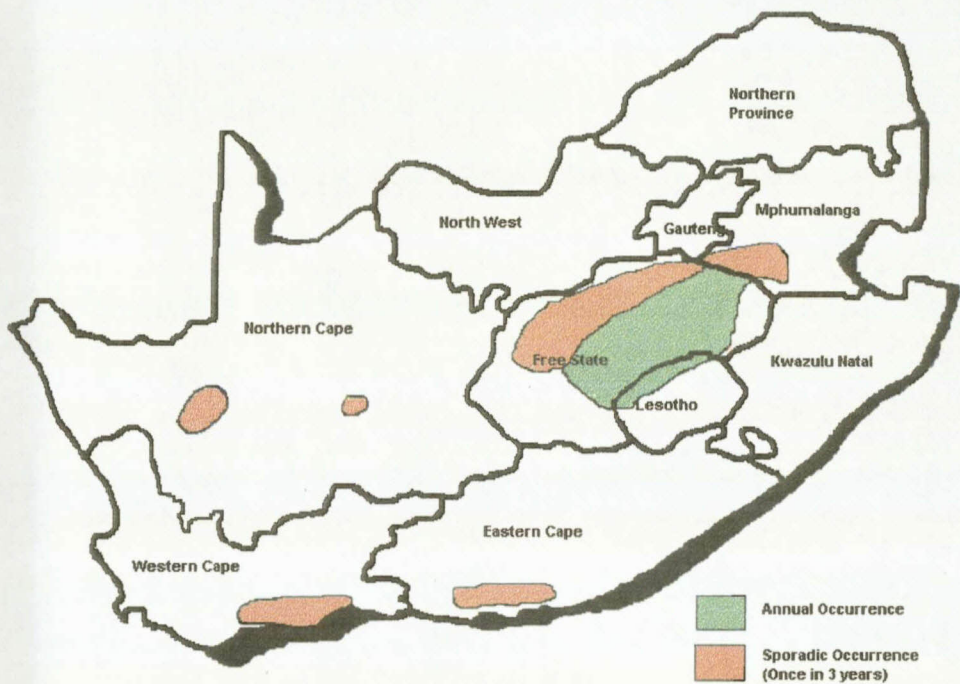 Northern
Province
Mphumalanga
North West
Gauteng
Northern Cape
Free State
Kwazulu Natal
Lesotho
Eastern Cape
Western Cape
Annual Occurrence
Sporadic Occurrence
(Once in 3 years)